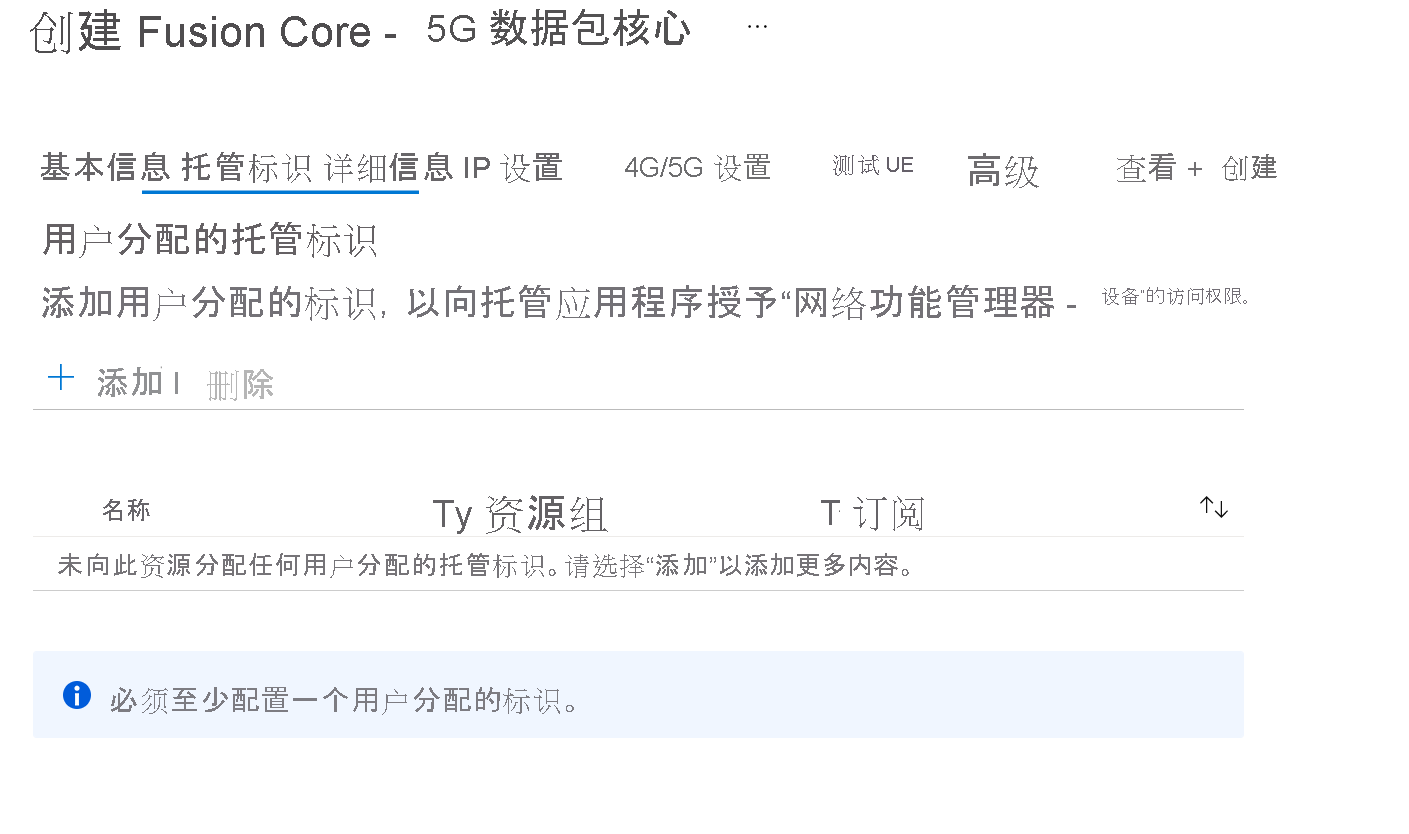 创建 Fusion Core - 5G 数据包核心 ...
基本信息 托管标识 详细信息 IP 设置 4G/5G 设置 测试 UE 高级 查看 + 创建
用户分配的托管标识
添加用户分配的标识, 以向托管应用程序授予“网络功能管理器 - 设备”的访问权限。
+ 添加 | 删除
名称 Ty 资源组 T 订阅 ↑↓
未向此资源分配任何用户分配的托管标识。请选择“添加”以添加更多内容。
必须至少配置一个用户分配的标识。